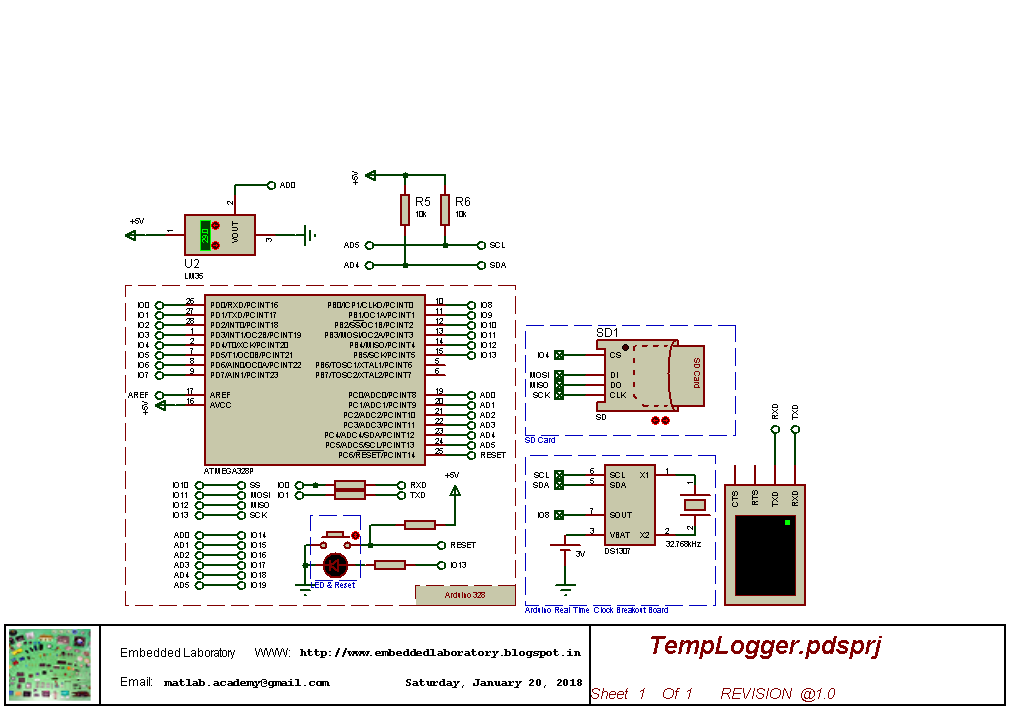 +5V
AD0
2
1
29.0
VOUT
3
U2
LM35
+5V
R5
10k
R6
10k
AD5
SCL
AD4
SDA
IO0 26 PD0/RXD/PCINT16 PB0/ICP1/CLKO/PCINT0 10 IO8
IO1 27 PD1/TXD/PCINT17 PB1/OC1A/PCINT1 11 IO9
IO2 28 PD2/INT0/PCINT18 PB2/SS/OC1B/PCINT2 12 IO10
IO3 1 PD3/INT1/OC2B/PCINT19 PB3/MOSI/OC2A/PCINT3 13 IO11
IO4 2 PD4/T0/XCK/PCINT20 PB4/MISO/PCINT4 14 IO12
IO5 7 PD5/T1/OC0B/PCINT21 PB5/SCK/PCINT5 15 IO13
IO6 8 PD6/AIN0/OC0A/PCINT22 PB6/TOSC1/XTAL1/PCINT6 5
IO7 9 PD7/AIN1/PCINT23 PB7/TOSC2/XTAL2/PCINT7 6
AREF 17 AREF PC0/ADC0/PCINT8 19 AD0
+5V 16 AVCC PC1/ADC1/PCINT9 20 AD1
PC2/ADC2/PCINT10 21 AD2
PC3/ADC3/PCINT11 22 AD3
PC4/ADC4/SDA/PCINT12 23 AD4
PC5/ADC5/SCL/PCINT13 24 AD5
PC6/RESET/PCINT14 25 RESET
ATMEGA328P
IO10 SS IO0 RXD
IO11 MOSI IO1 TXD
IO12 MISO
IO13 SCK
+5V
AD0 IO14
AD1 IO15
AD2 IO16
AD3 IO17
AD4 IO18
AD5 IO19
RESET
IO13
LED & Reset
Arduino 328
SD1
IO4 CS
MOSI DI
MISO DO
SCK CLK
SD Card
SD
SD Card
SCL 6 SCL X1 1
SDA 5 SDA
IO8 7 SOUT
3 VBAT X2 2
DS1307
1
2
32.768kHz
3V
Arduino Real Time Clock Breakout Board
RXD
TXD
CTS
RTS
TXD
RXD
Embedded Laboratory WWW: http://www.embeddedlaboratory.blogspot.in
Email: matlab.academy@gmail.com Saturday, January 20, 2018
TempLogger.pdsprj
Sheet 1 Of 1 REVISION @1.0